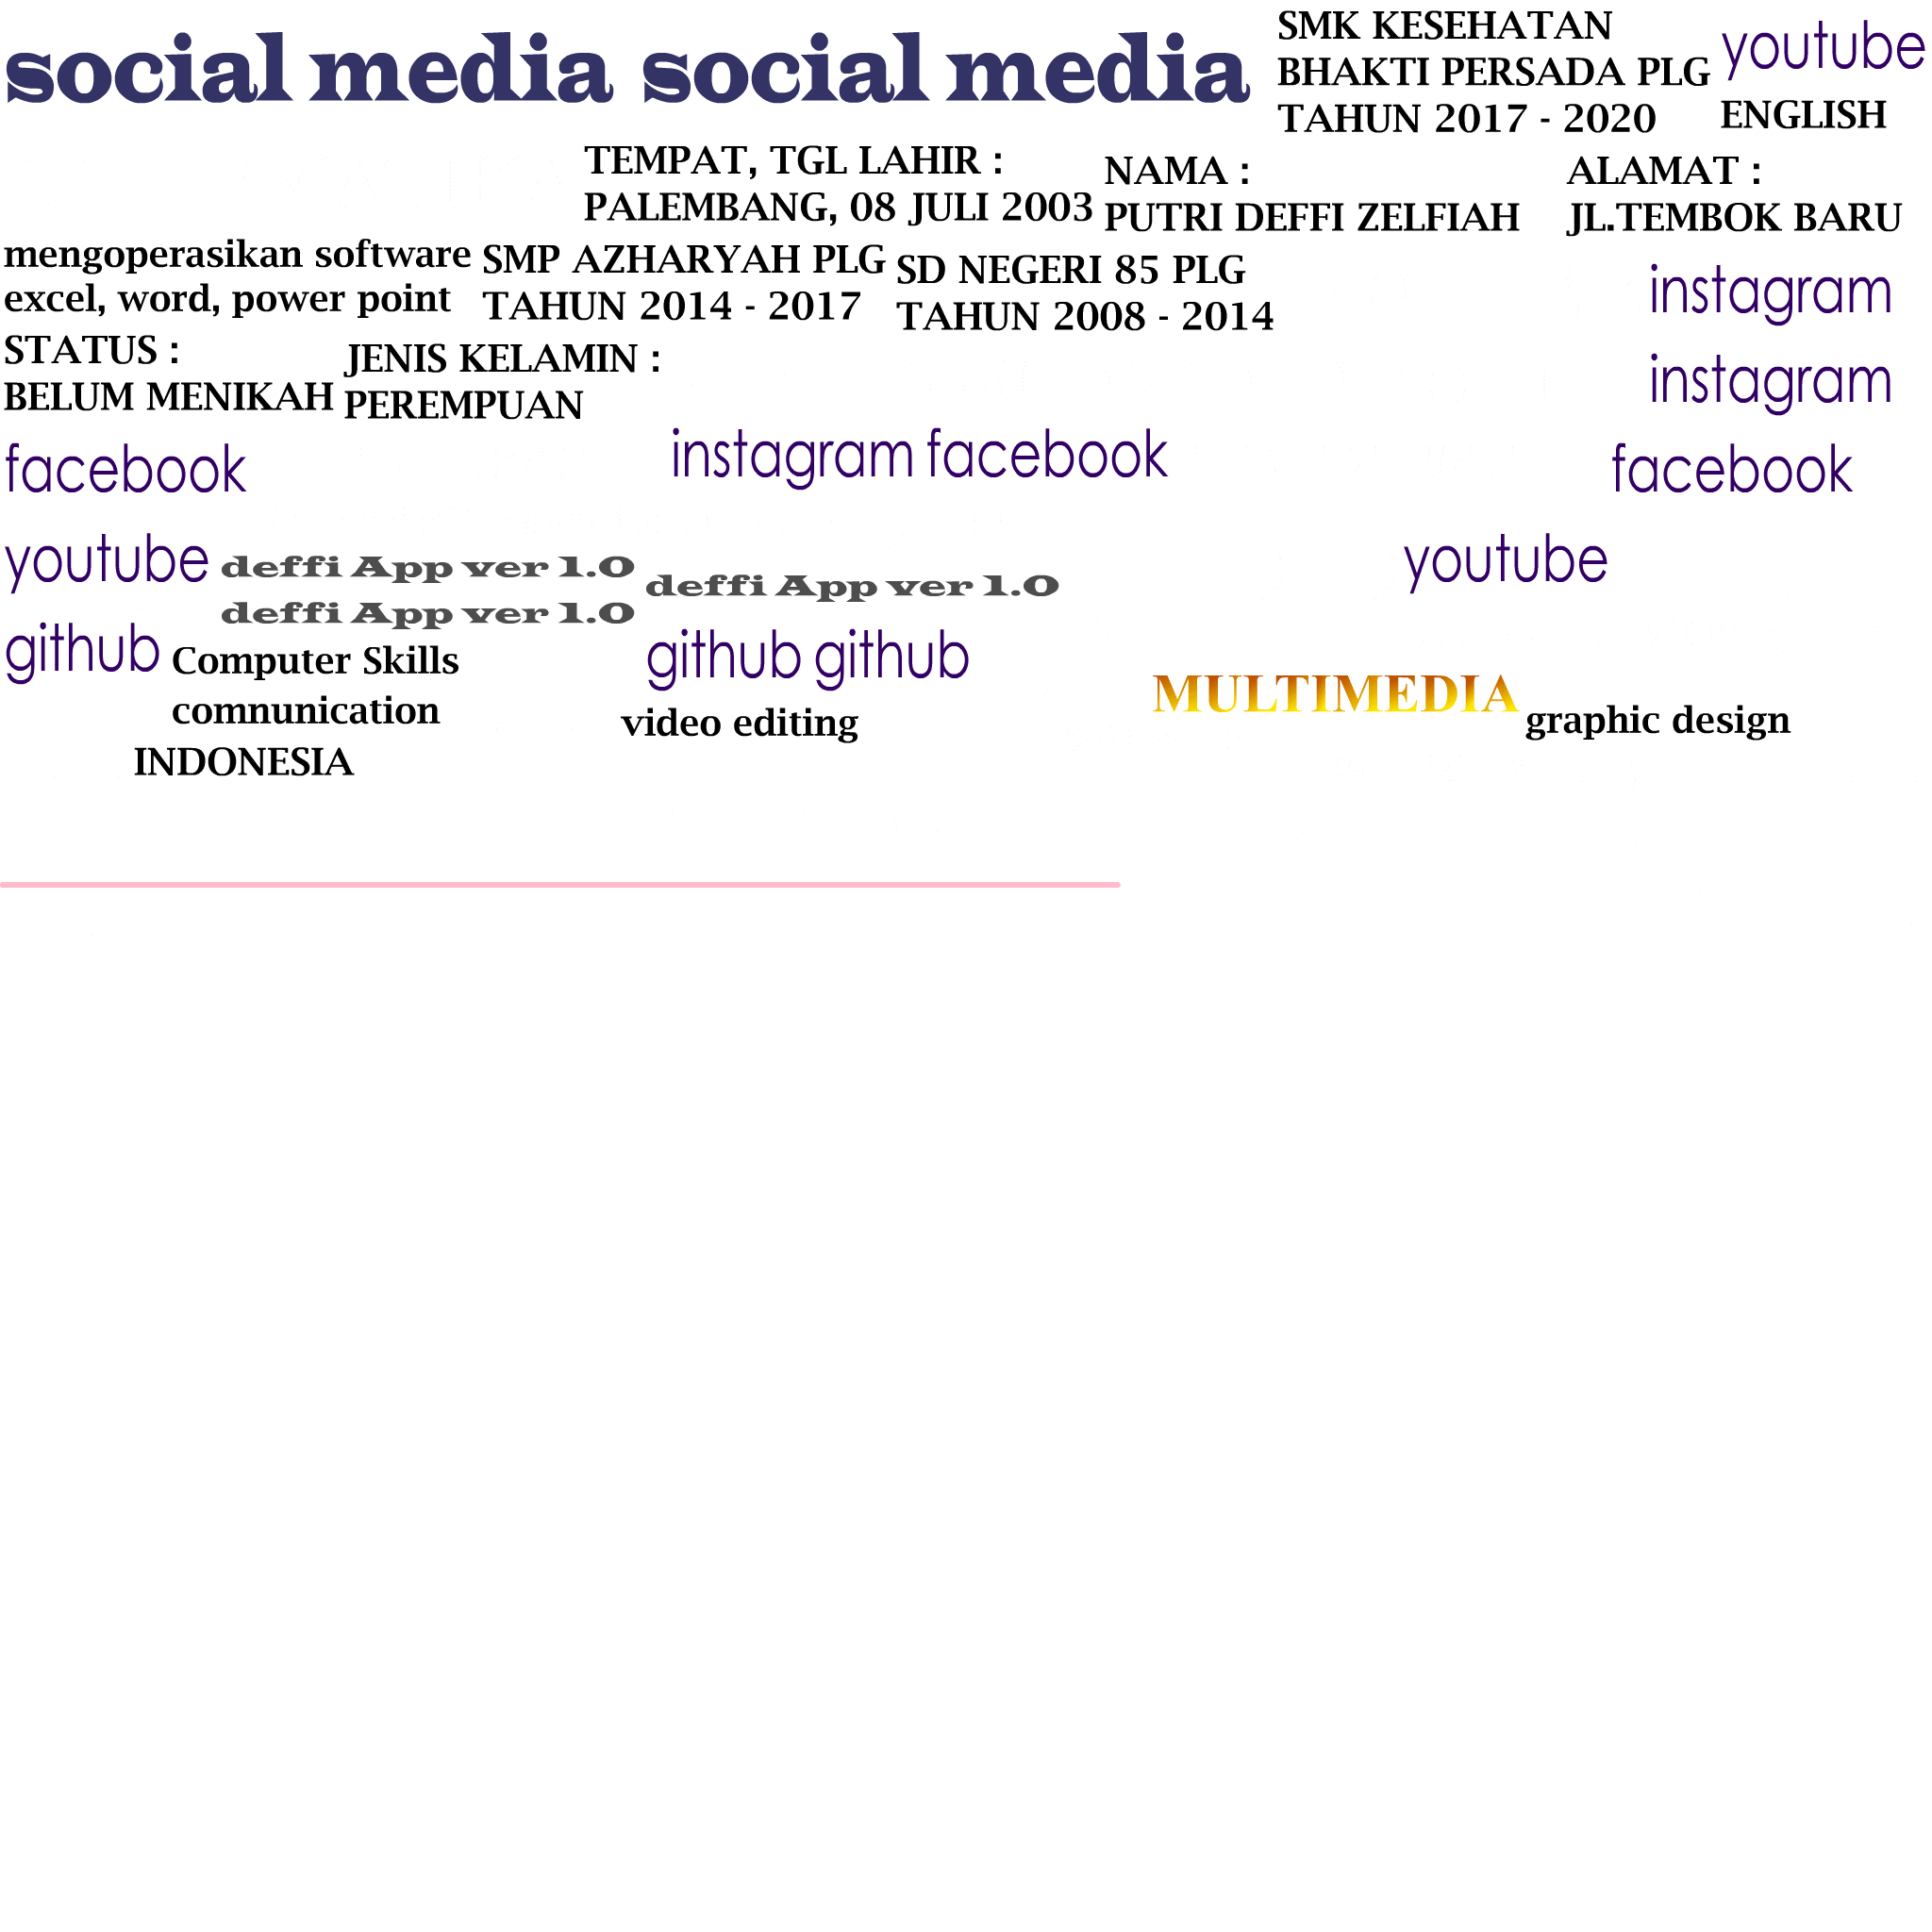 social media social media
SMK KESEHATAN
BHAKTI PERSADA PLG
TAHUN 2017 - 2020
youtube
ENGLISH
TEMPAT, TGL LAHIR :
PALEMBANG, 08 JULI 2003
NAMA :
PUTRI DEFFI ZELFIAH
ALAMAT :
JL.TEMBOK BARU
mengoperasikan software
excel, word, power point
SMP AZHARYAH PLG
TAHUN 2014 - 2017
SD NEGERI 85 PLG
TAHUN 2008 - 2014
instagram
STATUS :
BELUM MENIKAH
JENIS KELAMIN :
PEREMPUAN
instagram
facebook
instagram facebook
facebook
youtube
deffi App ver 1.0
deffi App ver 1.0
deffi App ver 1.0
youtube
github
Computer Skills
comnunication
github github
video editing
MULTIMEDIA
graphic design
INDONESIA